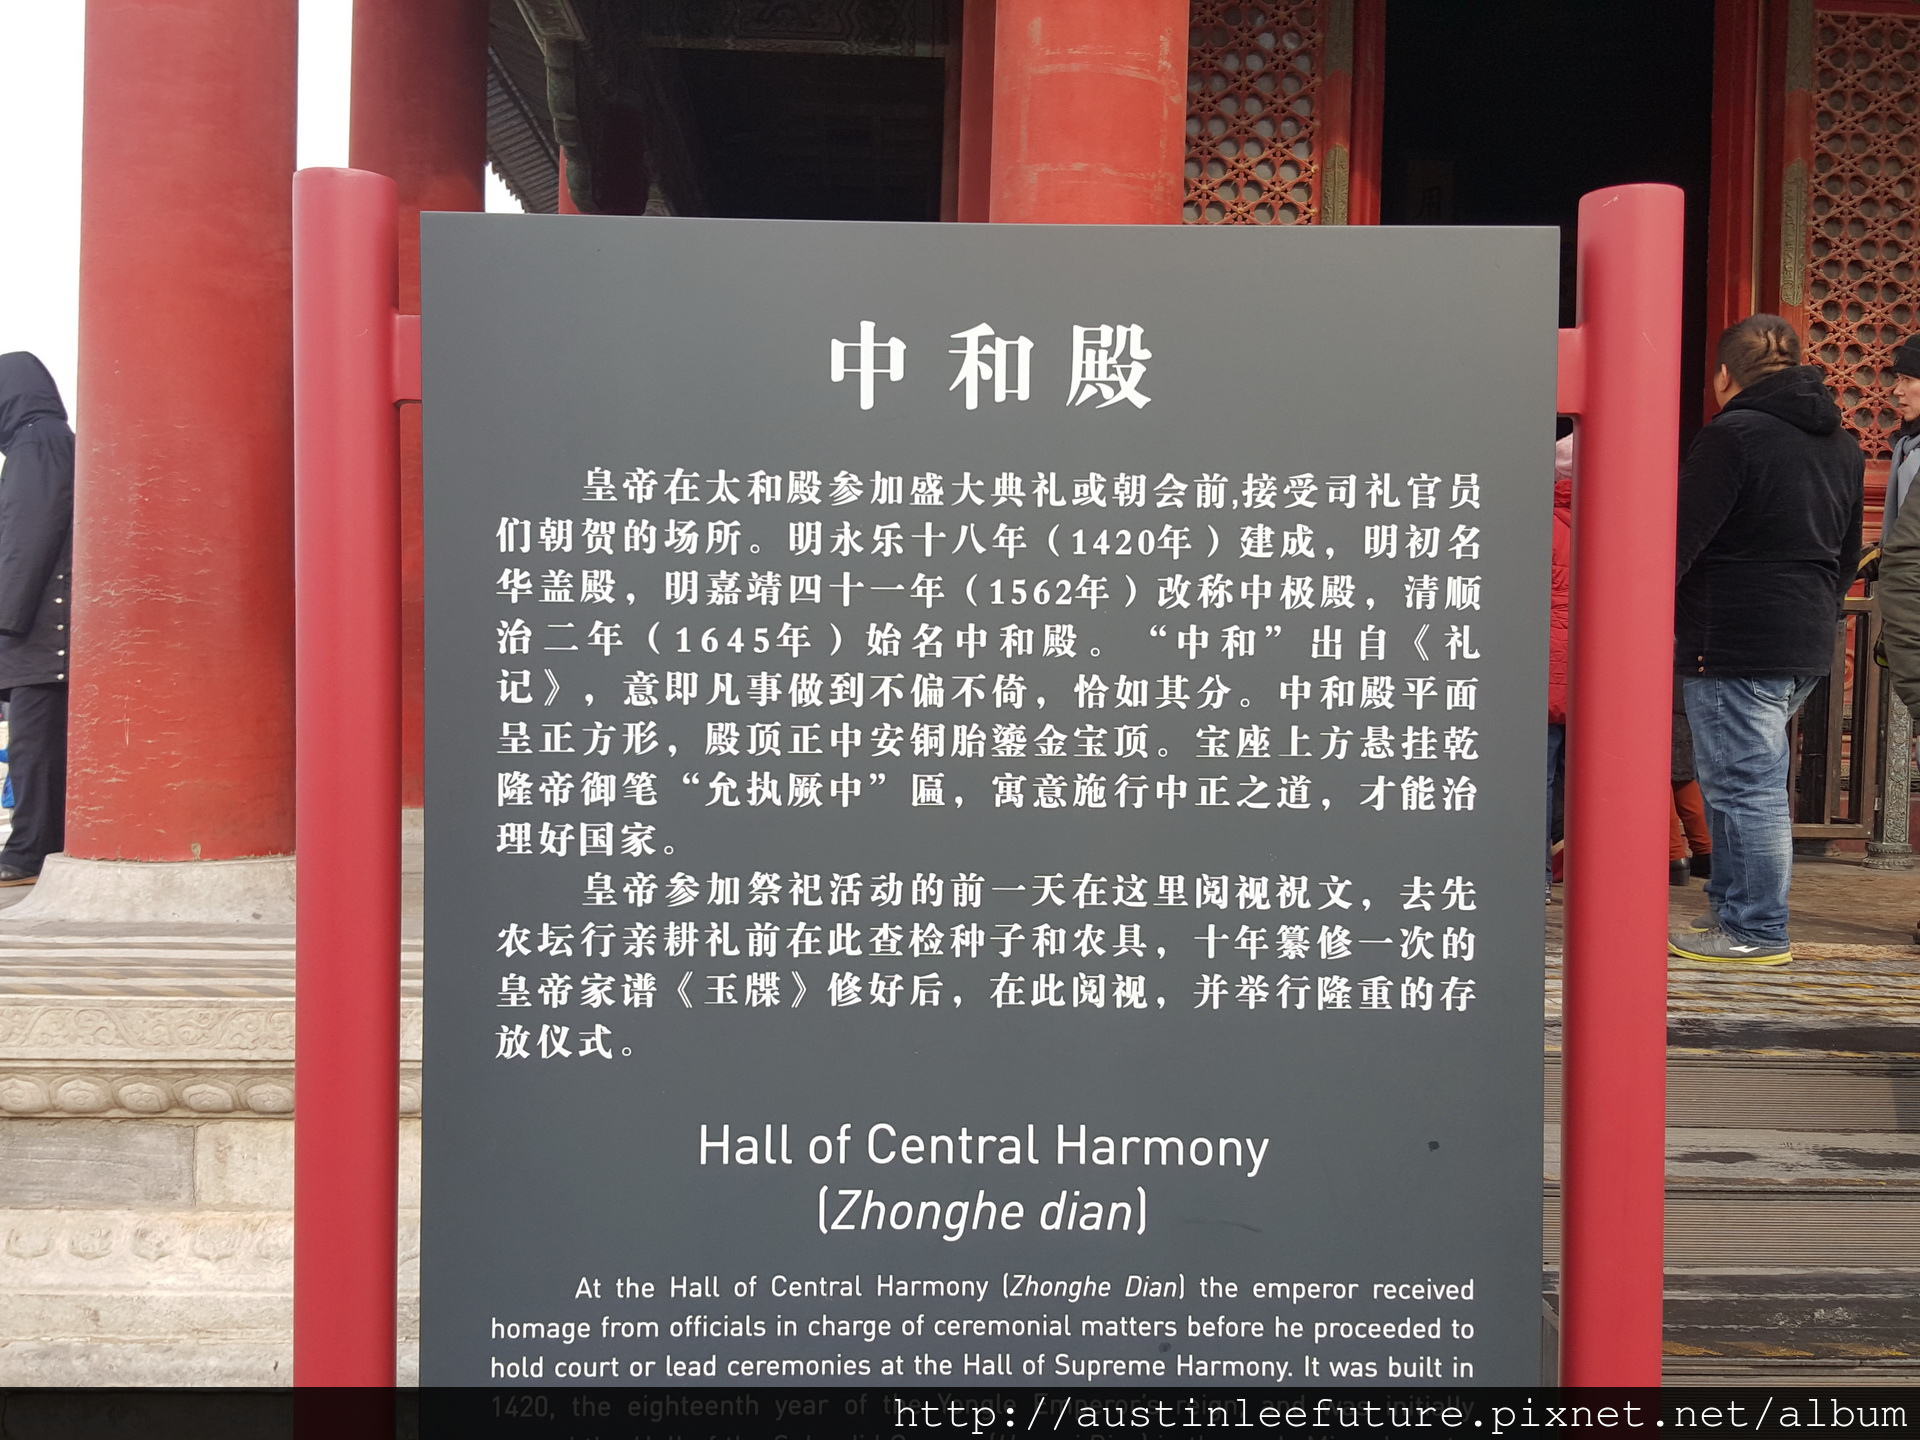 中和殿
皇帝在太和殿参加盛大典礼或朝会前,接受司礼官员
们朝贺的场所。明永乐十八年（1420年）建成，明初名
华盖殿，明嘉靖四十一年（1562年）改称中极殿，清顺
治二年（1645年）始名中和殿。“中和”出自《礼
记》，意即凡事做到不偏不倚，恰如其分。中和殿平面
呈正方形，殿顶正中安铜胎鎏金宝顶。宝座上方悬挂乾
隆帝御笔“允执厥中”匾，寓意施行中正之道，才能治
理好国家。
皇帝参加祭祀活动的前一天在这里阅视祝文，去先
农坛行亲耕礼前在此查检种子和农具，十年纂修一次的
皇帝家谱《玉牒》修好后，在此阅视，并举行隆重的存
放仪式。
Hall of Central Harmony
(Zhonghe dian)
At the Hall of Central Harmony (Zhonghe Dian) the emperor received
homage from officials in charge of ceremonial matters before he proceeded to
hold court or lead ceremonies at the Hall of Supreme Harmony. It was built in
1420, the eighteenth year of the Yongle Emperor's reign, and was initially
http://austinleefuture.pixnet.net/album